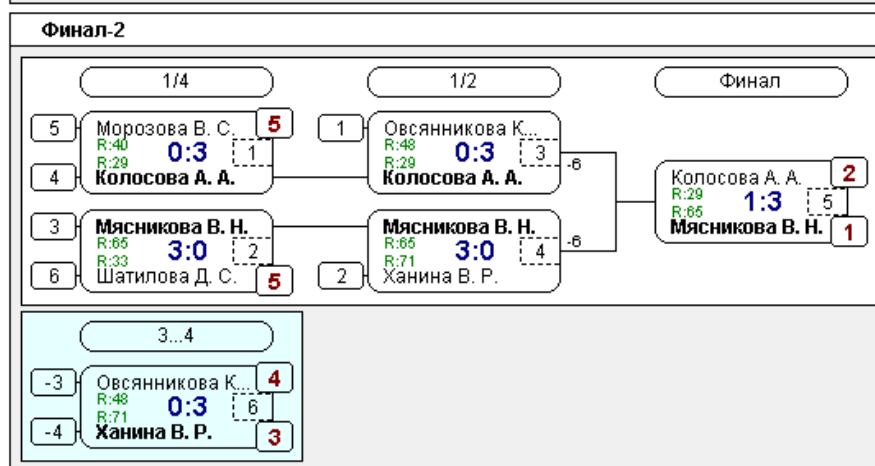 Финал-2
1/4
1/2
Финал
5 Морозова В. С. 5
R:40
R:29
0:3 1
4 Колосова А. А.
3 Мясникова В. Н.
R:65
R:33
3:0 2
6 Шатилова Д. С. 5
1 Овсянникова К...
R:48
R:29
0:3 3
Колосова А. А.
-6
Мясникова В. Н.
R:65
R:71
3:0 4
2 Ханина В. Р.
-6
Колосова А. А. 2
R:29
R:65
1:3 5
Мясникова В. Н. 1
3...4
-3 Овсянникова К... 4
R:48
R:71
0:3 6
-4 Ханина В. Р. 3